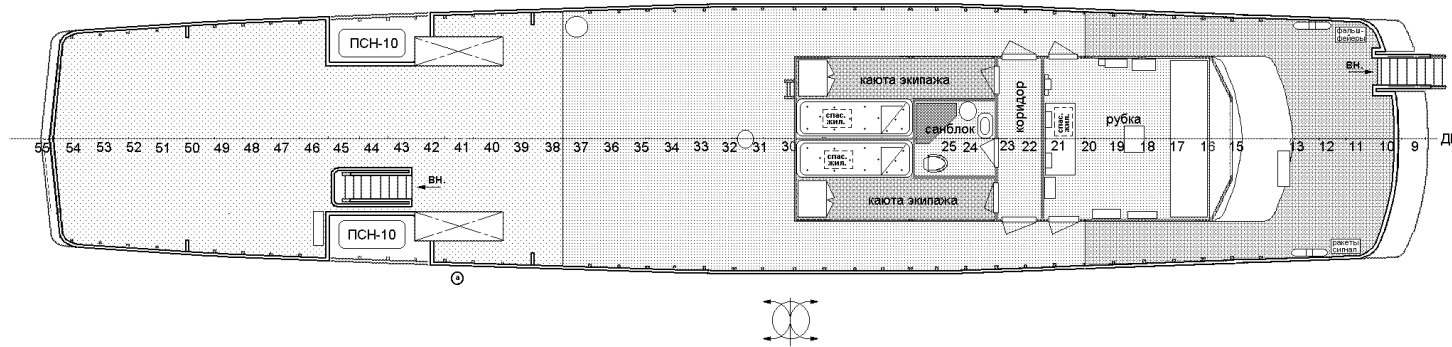 ПСН-10
фальш-
фейеры
вн.
каюта экипажа
спас.
жил.
санблок
коридор
спас.
жил.
рубка
55 54 53 52 51 50 49 48 47 46 45 44 43 42 41 40 39 38 37 36 35 34 33 32 31 30 25 24 23 22 21 20 19 18 17 16 15 13 12 11 10 9
спас.
жил.
вн.
каюта экипажа
ПСН-10
ракеты
сигнал.
а